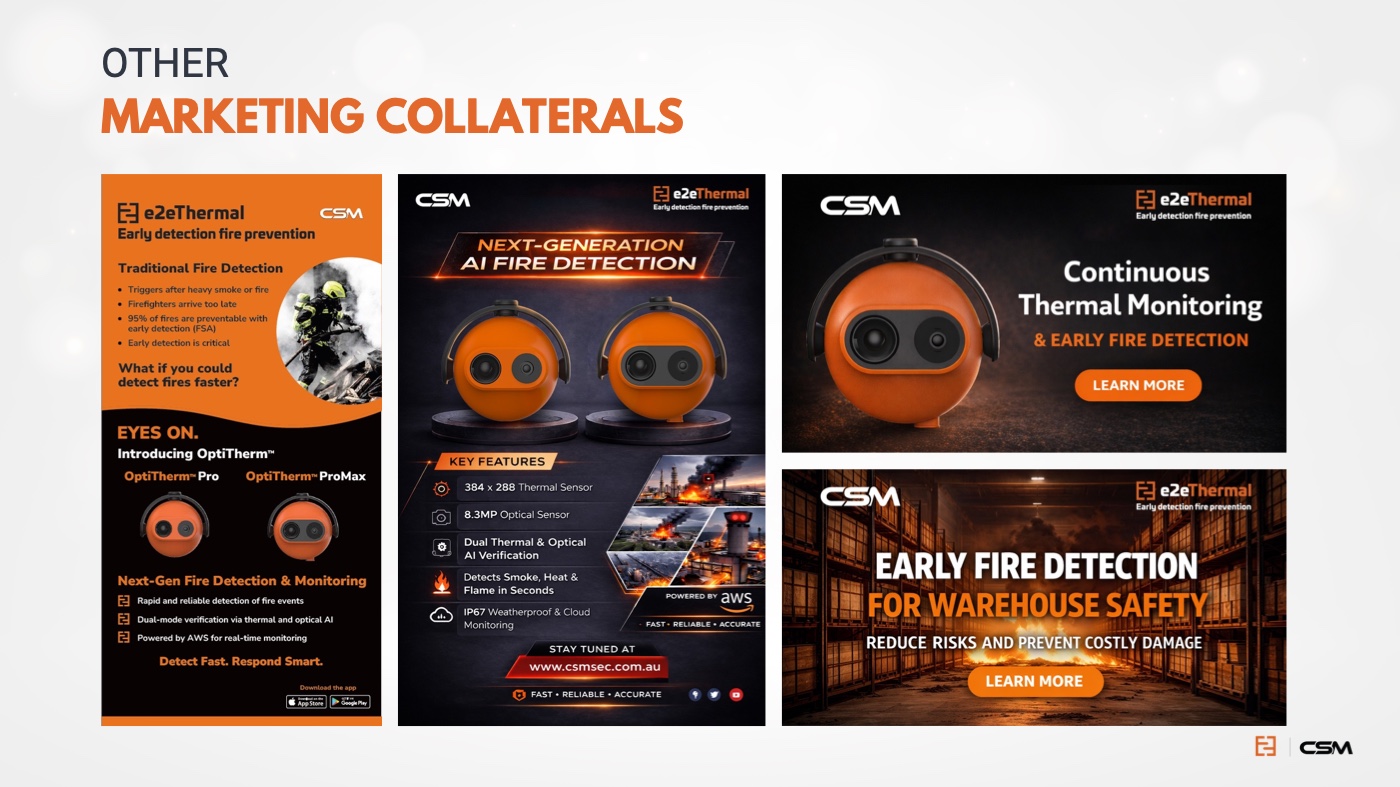 OTHER
MARKETING COLLATERALS
e2eThermal
CSM
Early detection fire prevention
Traditional Fire Detection
• Triggers after heavy smoke or fire
• Firefighters arrive too late
• 95% of fires are preventable with
early detection (FSA)
• Early detection is critical
What if you could
detect fires faster?
EYES ON.
Introducing OptiTherm™
OptiTherm™ Pro
OptiTherm™ ProMax
Next-Gen Fire Detection & Monitoring
Rapid and reliable detection of fire events
Dual-mode verification via thermal and optical AI
Powered by AWS for real-time monitoring
Detect Fast. Respond Smart.
Download the app
Download on the
App Store
Google Play
CSM
e2eThermal
Early detection fire prevention
NEXT-GENERATION
AI FIRE DETECTION
KEY FEATURES
384 x 288 Thermal Sensor
8.3MP Optical Sensor
Dual Thermal & Optical
AI Verification
Detects Smoke, Heat &
Flame in Seconds
IP67 Weatherproof & Cloud
Monitoring
POWERED BY aws
FAST • RELIABLE • ACCURATE
STAY TUNED AT
www.csmsec.com.au
FAST • RELIABLE • ACCURATE
CSM
e2eThermal
Early detection fire prevention
Continuous
Thermal Monitoring
& EARLY FIRE DETECTION
LEARN MORE
CSM
e2eThermal
Early detection fire prevention
EARLY FIRE DETECTION
FOR WAREHOUSE SAFETY
REDUCE RISKS AND PREVENT COSTLY DAMAGE
LEARN MORE
CSM